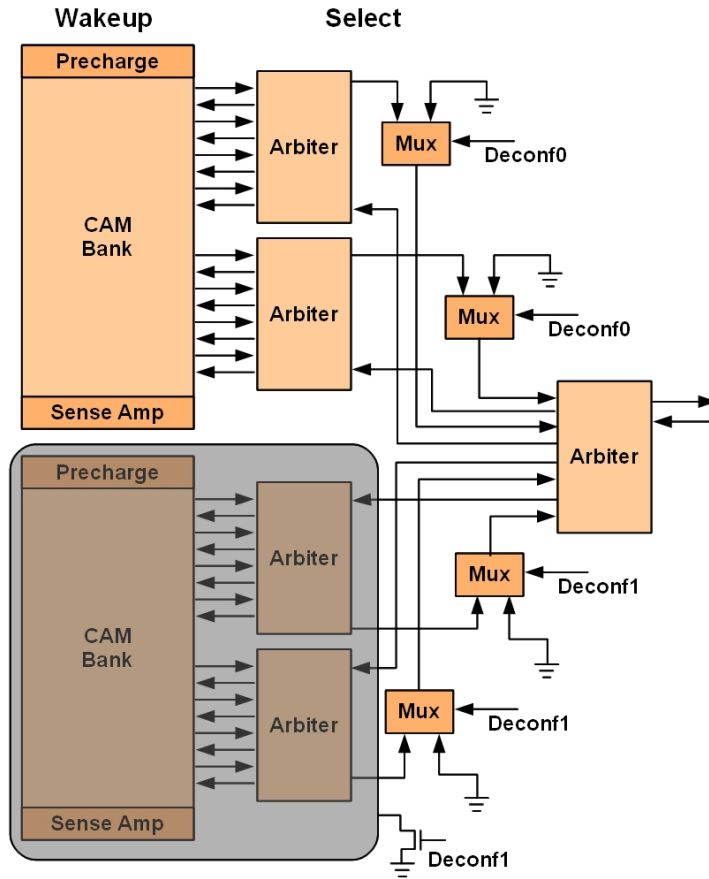 Wakeup
Select
Precharge
Arbiter
Mux
Deconf0
CAM
Bank
Arbiter
Mux
Deconf0
Sense Amp
Arbiter
Precharge
Arbiter
Mux
Deconf1
CAM
Bank
Arbiter
Mux
Deconf1
Sense Amp
Deconf1